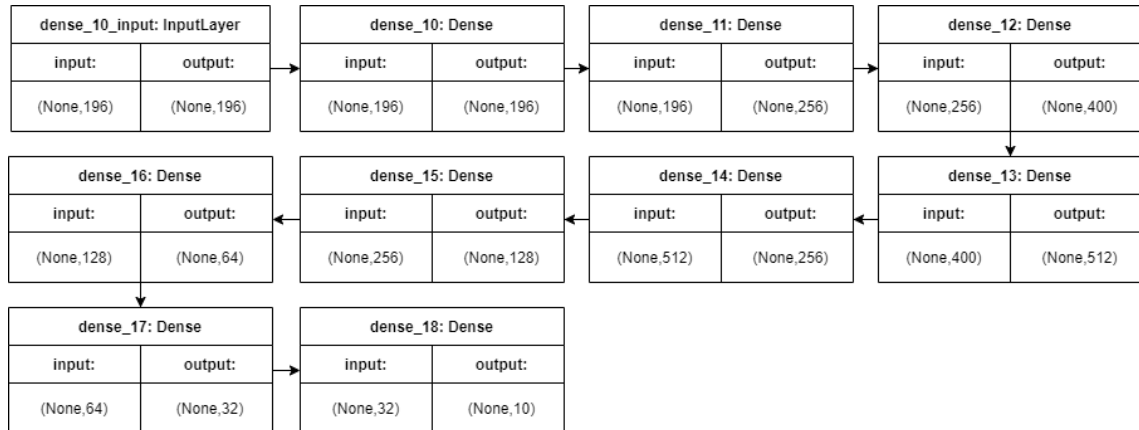 dense_10_input: InputLayer
input: output:
(None,196) (None,196)
dense_10: Dense
input: output:
(None,196) (None,196)
dense_11: Dense
input: output:
(None,196) (None,256)
dense_12: Dense
input: output:
(None,256) (None,400)
dense_13: Dense
input: output:
(None,400) (None,512)
dense_14: Dense
input: output:
(None,512) (None,256)
dense_15: Dense
input: output:
(None,256) (None,128)
dense_16: Dense
input: output:
(None,128) (None,64)
dense_17: Dense
input: output:
(None,64) (None,32)
dense_18: Dense
input: output:
(None,32) (None,10)